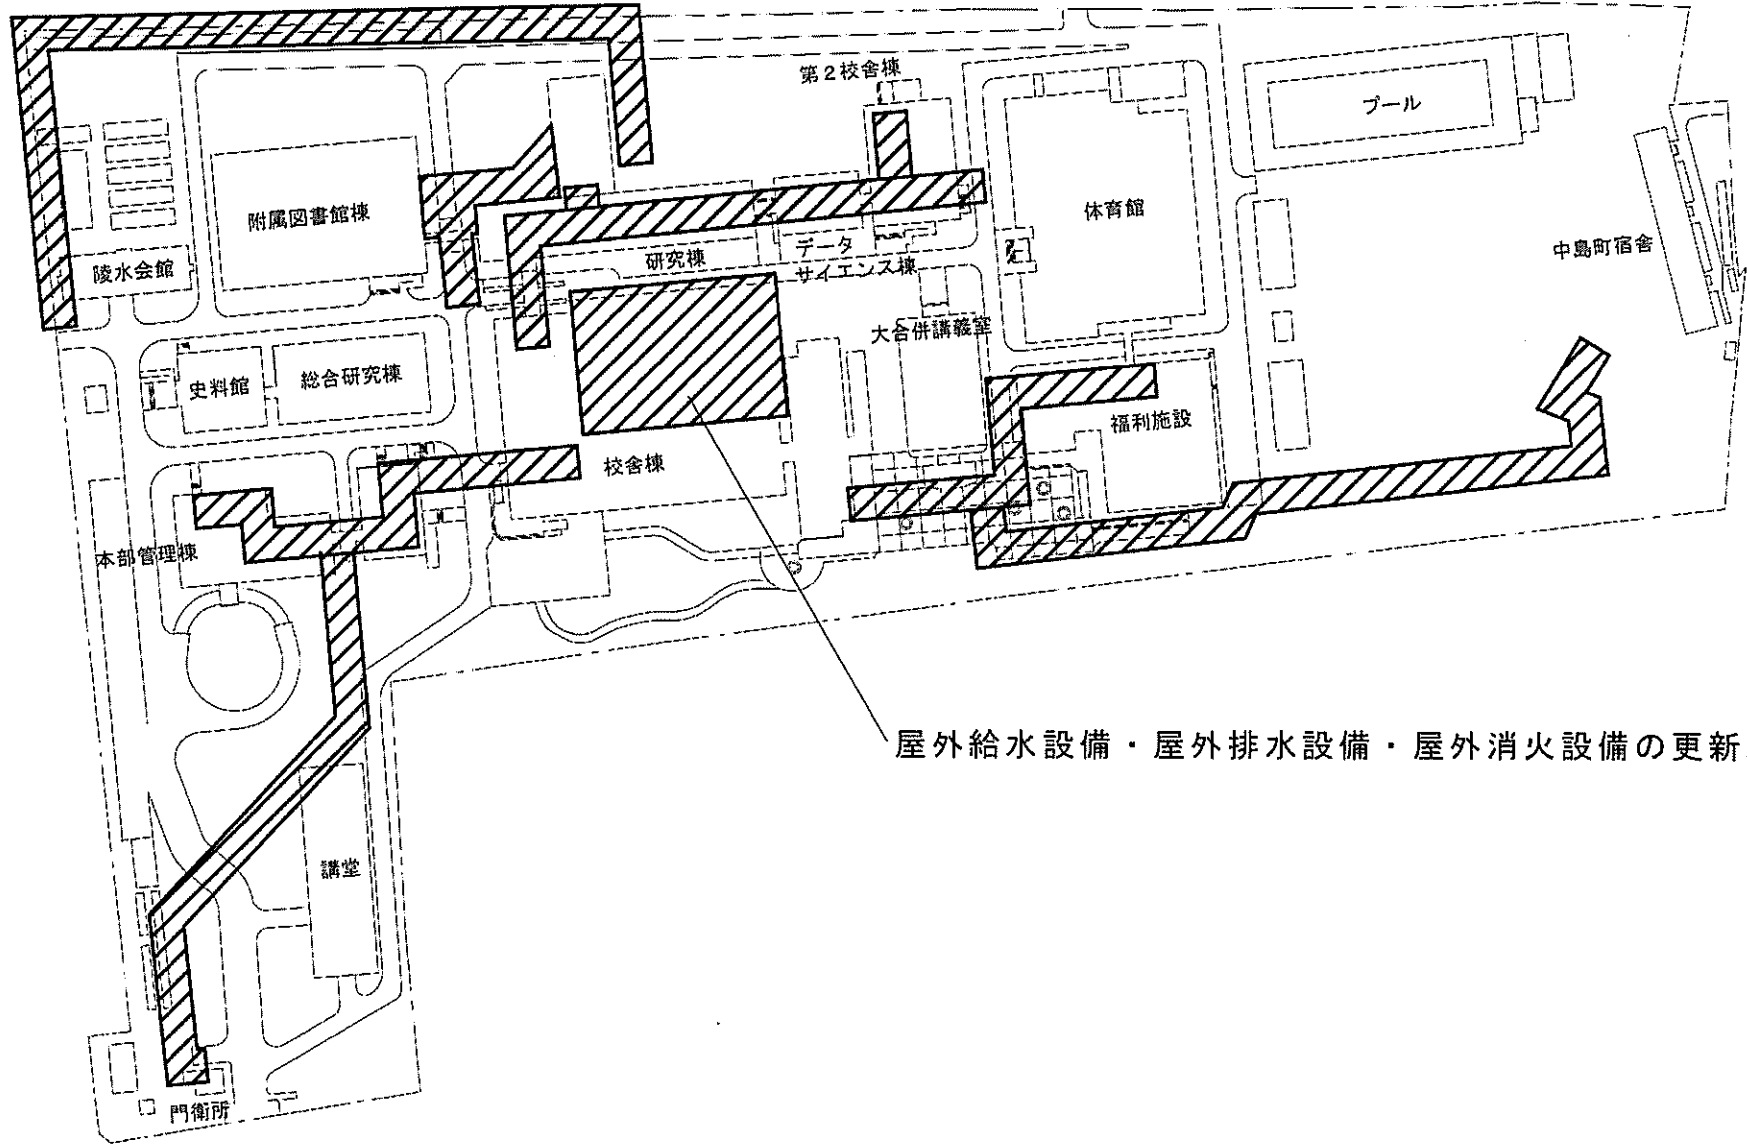 第2校舎棟
プール
附属図書館棟
体育館
陵水会館
研究棟
データ
サイエンス棟
中島町宿舎
大合併講義室
史料館
総合研究棟
福利施設
校舎棟
本部管理棟
屋外給水設備・屋外排水設備・屋外消火設備の更新
講堂
門衛所